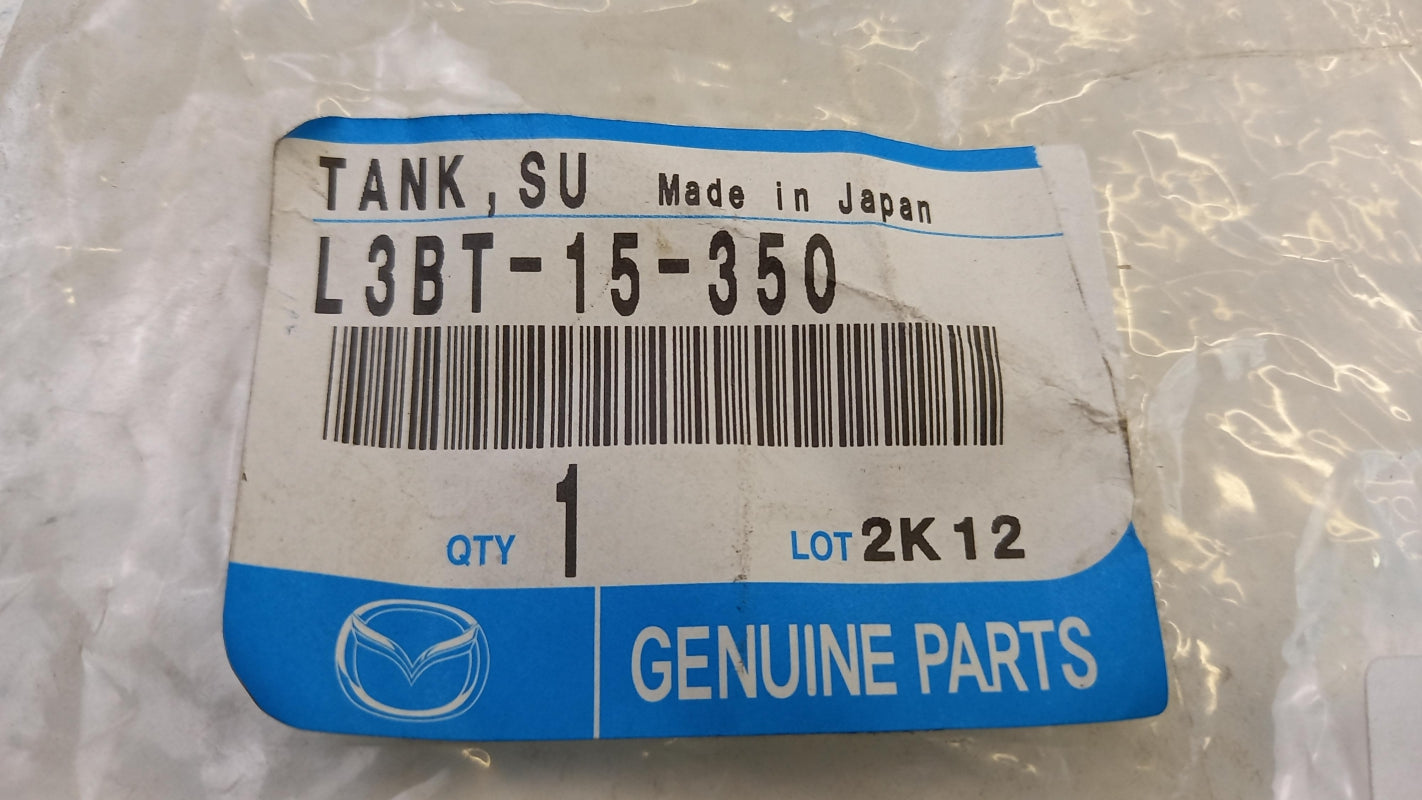 TANK,SU Made in Japan
L3BT-15-350
QTY 1 LOT 2K12
GENUINE PARTS